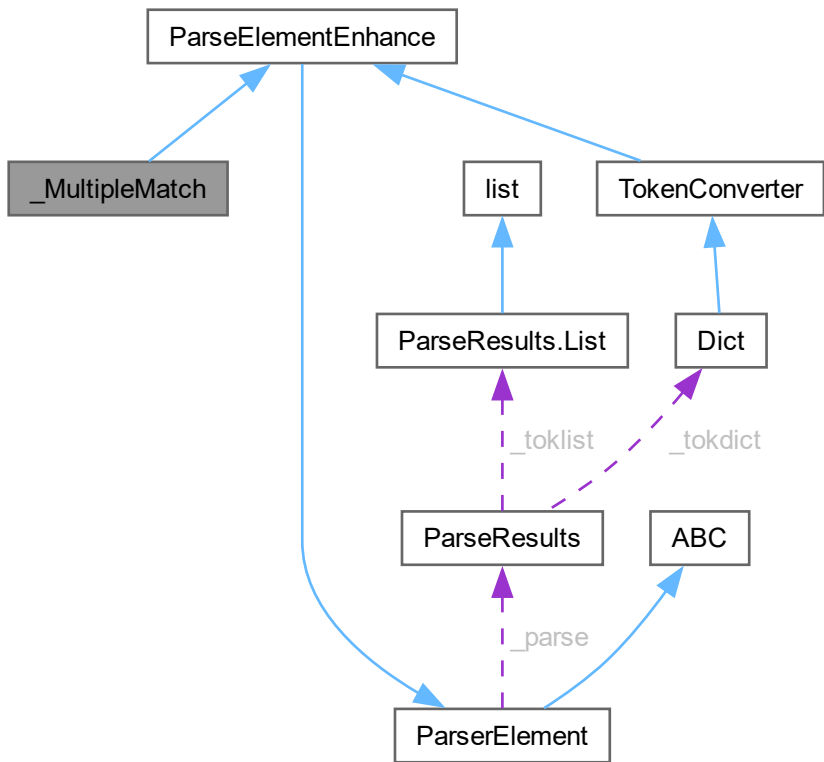 ParseElementEnhance
_MultipleMatch
list
TokenConverter
ParseResults.List
Dict
_toklist
_tokdict
ParseResults
ABC
_parse
ParserElement